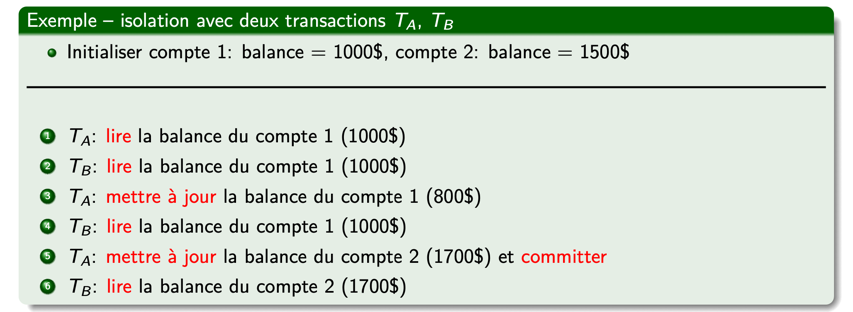 Exemple – isolation avec deux transactions T_A, T_B
Initialiser compte 1: balance = 1000$, compte 2: balance = 1500$
1 T_A: lire la balance du compte 1 (1000$)
2 T_B: lire la balance du compte 1 (1000$)
3 T_A: mettre à jour la balance du compte 1 (800$)
4 T_B: lire la balance du compte 1 (1000$)
5 T_A: mettre à jour la balance du compte 2 (1700$) et committer
6 T_B: lire la balance du compte 2 (1700$)